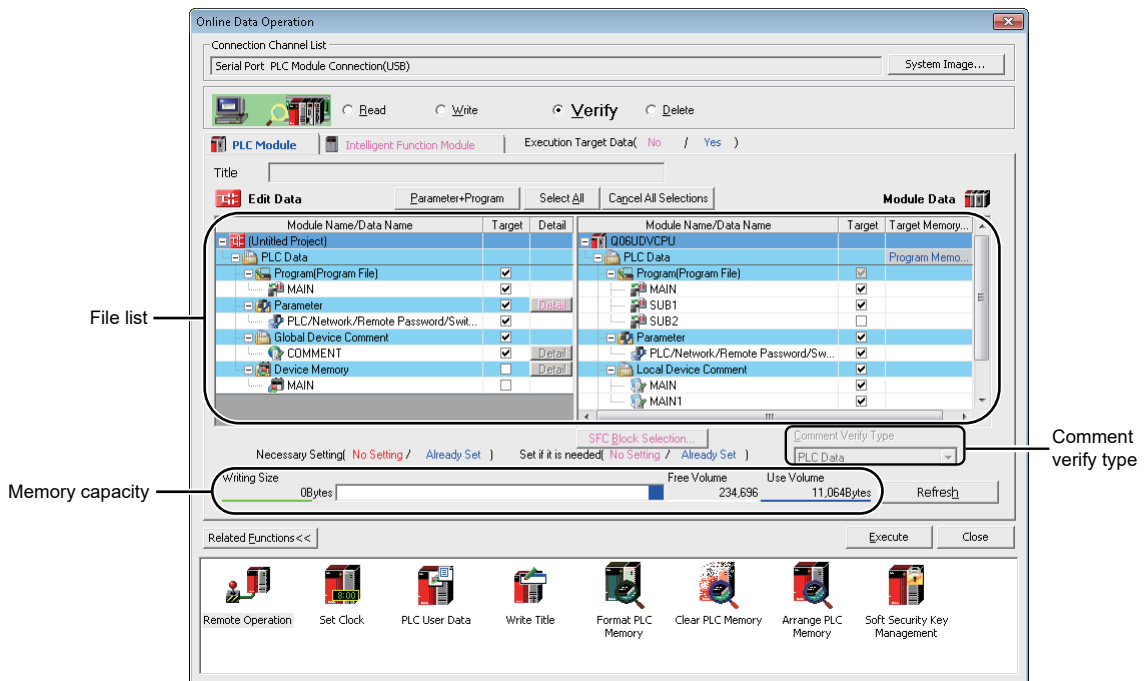 Online Data Operation
Connection Channel List
Serial Port PLC Module Connection(USB)
System Image...
Read Write Verify Delete
PLC Module Intelligent Function Module Execution Target Data( No / Yes )
Title
Edit Data Parameter+Program Select All Cancel All Selections Module Data
Module Name/Data Name Target Detail Module Name/Data Name Target Target Memory...
(Untitled Project) Q06UDVCPU
PLC Data PLC Data Program Memo...
Program(Program File) Program(Program File)
MAIN MAIN
Parameter Detail SUB1
File list PLC/Network/Remote Password/Swit... SUB2
Global Device Comment Parameter
COMMENT Detail PLC/Network/Remote Password/Sw...
Device Memory Detail Local Device Comment
MAIN MAIN
MAIN1
SFC Block Selection... Comment Verify Type
Necessary Setting( No Setting / Already Set ) Set if it is needed( No Setting / Already Set ) PLC Data
Comment
verify type
Memory capacity
Writing Size Free Volume Use Volume
0Bytes 234,696 11,064Bytes Refresh
Related Functions<< Execute Close
Remote Operation Set Clock PLC User Data Write Title Format PLC Clear PLC Memory Arrange PLC Soft Security Key
Memory Memory Management
8:00